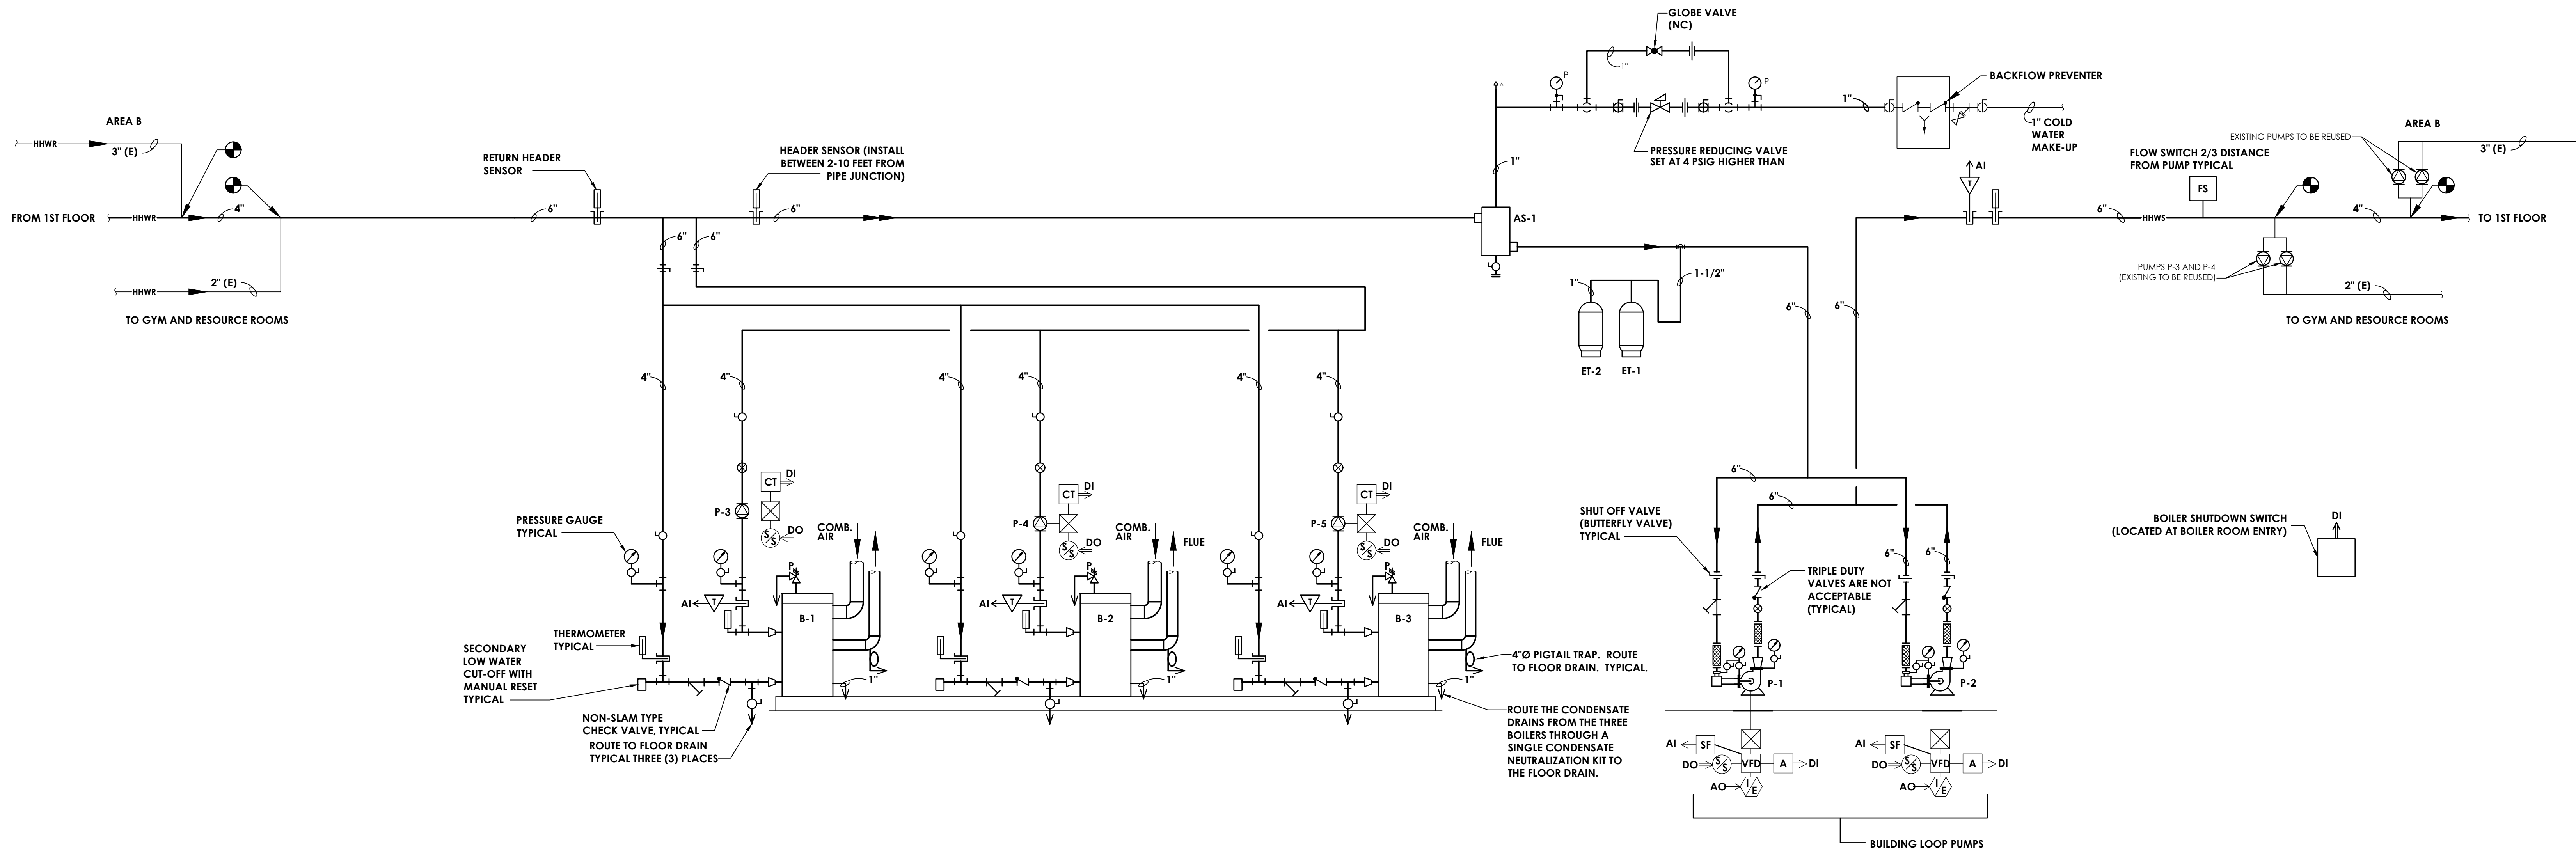 GLOBE VALVE
(NC)
P
P
1"
A
BACKFLOW PREVENTER
1"
1" COLD
WATER
MAKE-UP
PRESSURE REDUCING VALVE
SET AT 4 PSIG HIGHER THAN
1"
AREA B
HHWR
3" (E)
FROM 1ST FLOOR
HHWR
4"
2" (E)
HHWR
TO GYM AND RESOURCE ROOMS
6"
RETURN HEADER
SENSOR
HEADER SENSOR (INSTALL
BETWEEN 2-10 FEET FROM
PIPE JUNCTION)
6"
6"
6"
AS-1
1-1/2"
1"
ET-2
ET-1
6"
6"
AI
T
FLOW SWITCH 2/3 DISTANCE
FROM PUMP TYPICAL
FS
6"
HHWS
EXISTING PUMPS TO BE REUSED
AREA B
3" (E)
4"
TO 1ST FLOOR
PUMPS P-3 AND P-4
(EXISTING TO BE REUSED)
2" (E)
TO GYM AND RESOURCE ROOMS
4"
4"
4"
4"
4"
4"
PRESSURE GAUGE
TYPICAL
P-3
CT
DI
S/S
DO
COMB.
AIR
P
AI
T
B-1
1"
P-4
CT
DI
S/S
DO
COMB.
AIR
FLUE
P
AI
T
B-2
1"
P-5
CT
DI
S/S
DO
COMB.
AIR
FLUE
P
AI
T
B-3
1"
THERMOMETER
TYPICAL
SECONDARY
LOW WATER
CUT-OFF WITH
MANUAL RESET
TYPICAL
NON-SLAM TYPE
CHECK VALVE, TYPICAL
ROUTE TO FLOOR DRAIN
TYPICAL THREE (3) PLACES
4"Ø PIGTAIL TRAP. ROUTE
TO FLOOR DRAIN. TYPICAL.
ROUTE THE CONDENSATE
DRAINS FROM THE THREE
BOILERS THROUGH A
SINGLE CONDENSATE
NEUTRALIZATION KIT TO
THE FLOOR DRAIN.
6"
6"
SHUT OFF VALVE
(BUTTERFLY VALVE)
TYPICAL
6"
6"
TRIPLE DUTY
VALVES ARE NOT
ACCEPTABLE
(TYPICAL)
P-1
P-2
AI
SF
DO
S/S
VFD
A
DI
AO
I/E
AI
SF
DO
S/S
VFD
A
DI
AO
I/E
BUILDING LOOP PUMPS
BOILER SHUTDOWN SWITCH
(LOCATED AT BOILER ROOM ENTRY)
DI